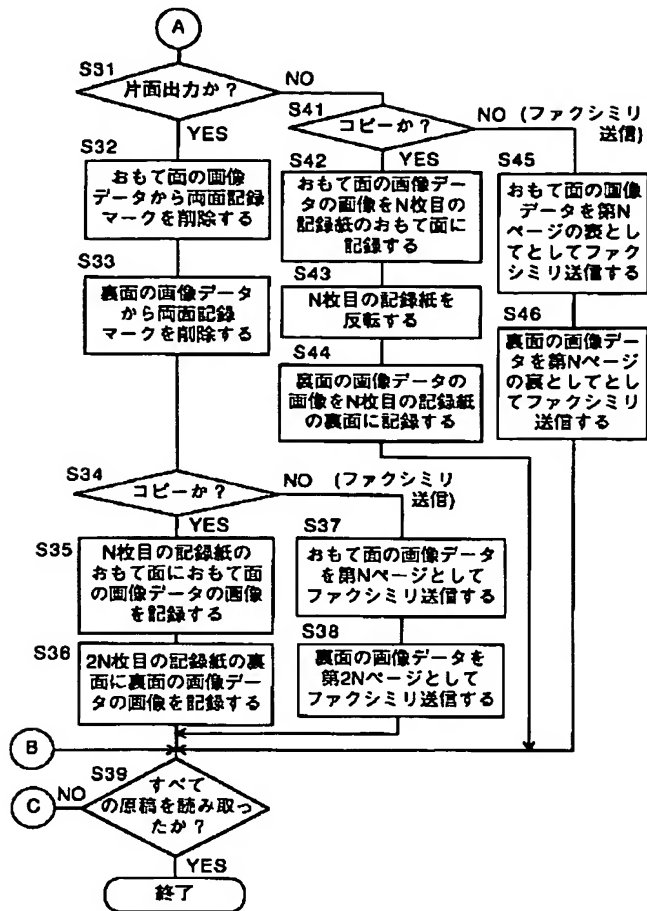 A
S31
片面出力か？
NO
YES
S32
おもて面の画像
データから両面記録
マークを削除する
S33
裏面の画像データ
から両面記録
マークを削除する
S41
コピーか？
NO (ファクシミリ
送信)
YES
S42
おもて面の画像デー
タの画像をN枚目の
記録紙のおもて面に
記録する
S43
N枚目の記録紙を
反転する
S44
裏面の画像データの
画像をN枚目の記録紙
の裏面に記録する
S45
おもて面の画像
データを第N
ページの表とし
てとしてファク
シミリ送信する
S46
裏面の画像デー
タを第Nページ
の裏としてとし
てファクシミリ
送信する
S34
コピーか？
NO (ファクシミリ
送信)
YES
S35
N枚目の記録紙の
おもて面におもて面
の画像データの画像
を記録する
S36
2N枚目の記録紙の裏
面に裏面の画像デー
タの画像を記録する
S37
おもて面の画像データ
を第Nページとして
ファクシミリ送信する
S38
裏面の画像データを
第2Nページとして
ファクシミリ送信する
B
S39
すべて
の原稿を読み取っ
たか？
C
NO
YES
終了